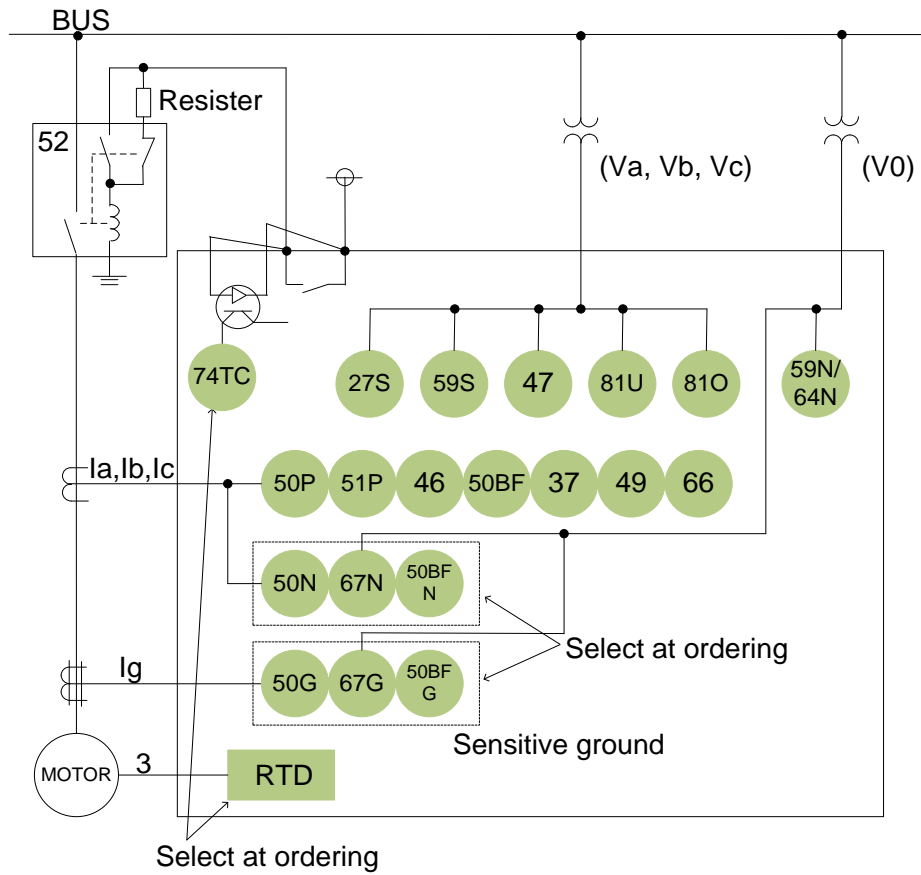 BUS
Resister
52
(Va, Vb, Vc)
(V0)
74TC
27S
59S
47
81U
81O
59N/
64N
Ia,Ib,Ic
50P
51P
46
50BF
37
49
66
50N
67N
50BF
N
Select at ordering
Ig
50G
67G
50BF
G
Sensitive ground
MOTOR
3
RTD
Select at ordering